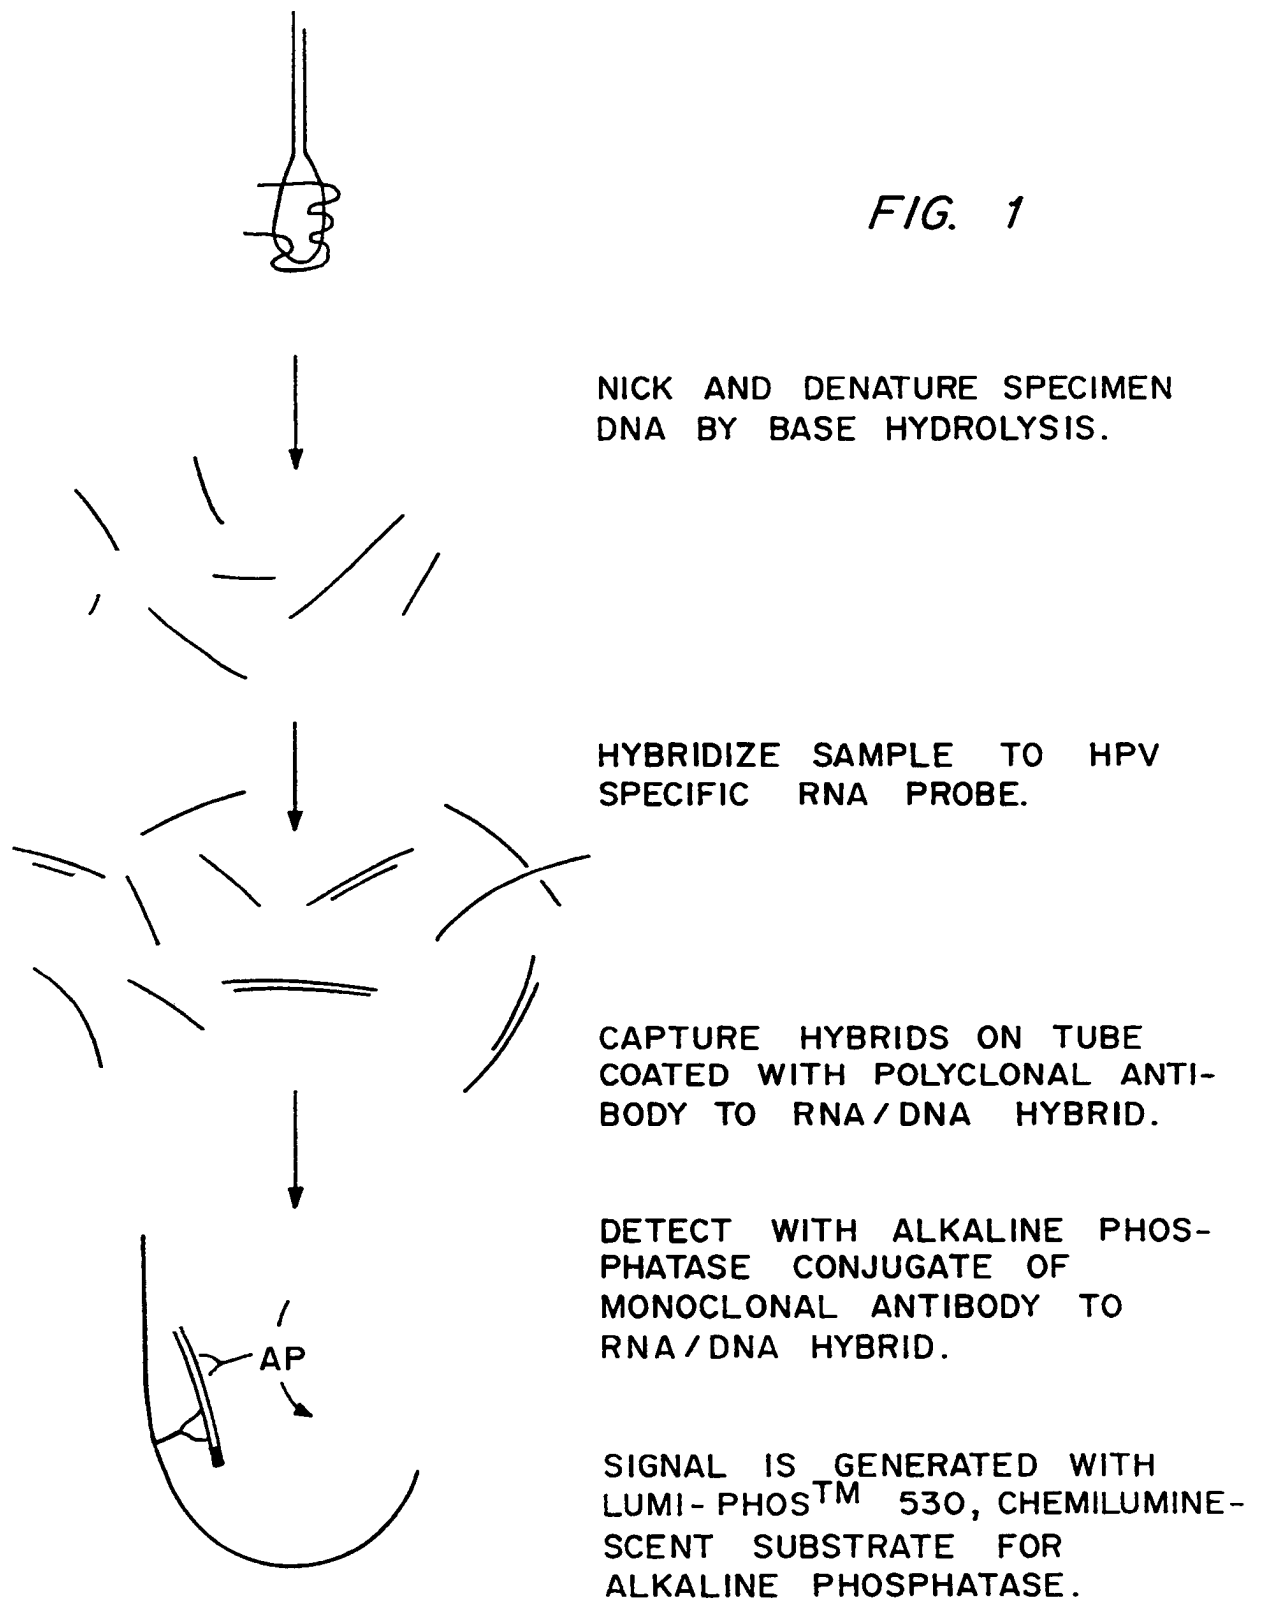 FIG. 1
NICK AND DENATURE SPECIMEN
DNA BY BASE HYDROLYSIS.
HYBRIDIZE SAMPLE TO HPV
SPECIFIC RNA PROBE.
CAPTURE HYBRIDS ON TUBE
COATED WITH POLYCLONAL ANTI-
BODY TO RNA/DNA HYBRID.
DETECT WITH ALKALINE PHOS-
PHATASE CONJUGATE OF
MONOCLONAL ANTIBODY TO
RNA/DNA HYBRID.
AP
SIGNAL IS GENERATED WITH
LUMI-PHOS™ 530, CHEMILUMINE-
SCENT SUBSTRATE FOR
ALKALINE PHOSPHATASE.